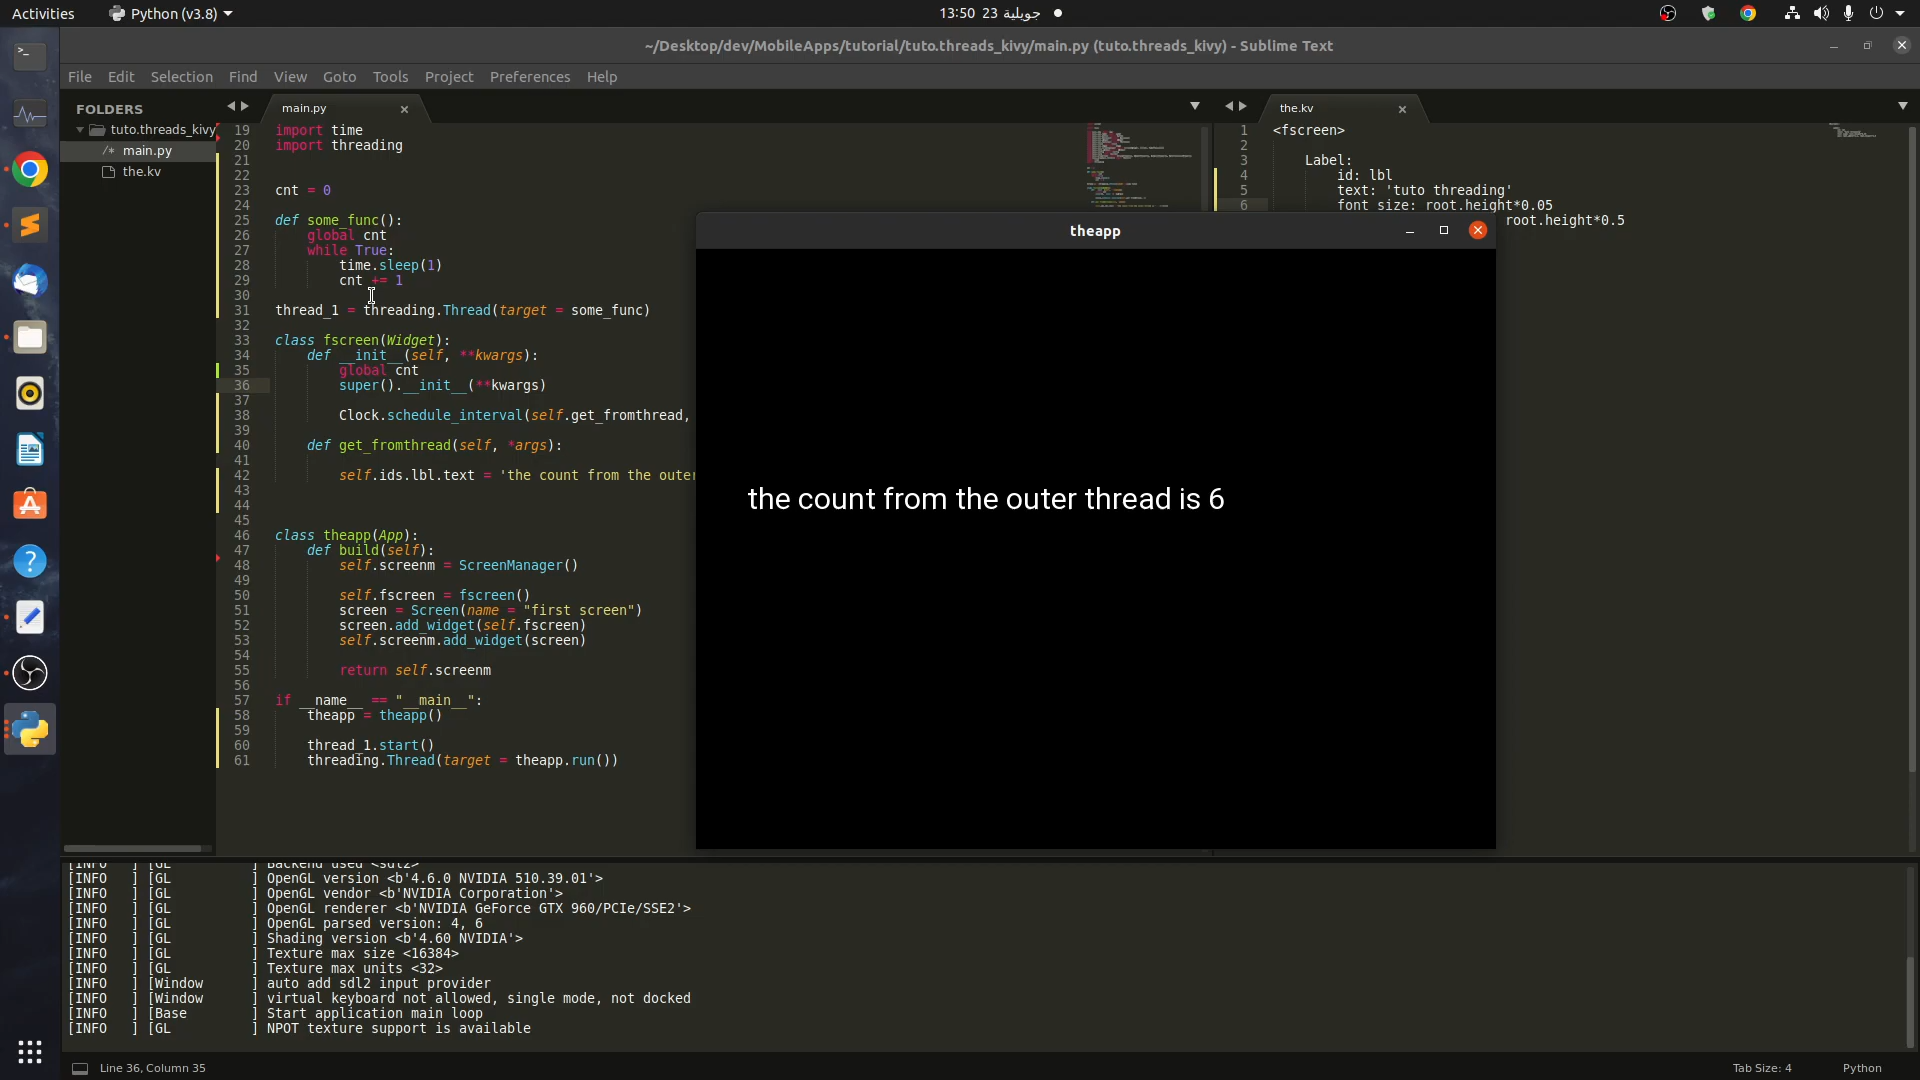 Activities
Python (v3.8)
13:50 23 جويلية
~/Desktop/dev/MobileApps/tutorial/tuto.threads_kivy/main.py (tuto.threads_kivy) - Sublime Text
File Edit Selection Find View Goto Tools Project Preferences Help
FOLDERS
tuto.threads_kivy
/* main.py
the.kv
main.py
19 import time
20 import threading
21
22
23 cnt = 0
24
25 def some_func():
26 global cnt
27 while True:
28 time.sleep(1)
29 cnt += 1
30
31 thread_1 = threading.Thread(target = some_func)
32
33 class fscreen(Widget):
34 def __init__(self, **kwargs):
35 global cnt
36 super().__init__(**kwargs)
37
38 Clock.schedule_interval(self.get_fromthread,
39
40 def get_fromthread(self, *args):
41
42 self.ids.lbl.text = 'the count from the outer
43
44
45
46 class theapp(App):
47 def build(self):
48 self.screenm = ScreenManager()
49
50 self.fscreen = fscreen()
51 screen = Screen(name = "first screen")
52 screen.add_widget(self.fscreen)
53 self.screenm.add_widget(screen)
54
55 return self.screenm
56
57 if __name__ == "__main__":
58 theapp = theapp()
59
60 thread_1.start()
61 threading.Thread(target = theapp.run())
the.kv
1 <fscreen>
2
3 Label:
4 id: lbl
5 text: 'tuto threading'
6 font_size: root.height*0.05
root.height*0.5
theapp
the count from the outer thread is 6
[INFO ] [GL ] Backend used <sdl2>
[INFO ] [GL ] OpenGL version <b'4.6.0 NVIDIA 510.39.01'>
[INFO ] [GL ] OpenGL vendor <b'NVIDIA Corporation'>
[INFO ] [GL ] OpenGL renderer <b'NVIDIA GeForce GTX 960/PCIe/SSE2'>
[INFO ] [GL ] OpenGL parsed version: 4, 6
[INFO ] [GL ] Shading version <b'4.60 NVIDIA'>
[INFO ] [GL ] Texture max size <16384>
[INFO ] [GL ] Texture max units <32>
[INFO ] [Window ] auto add sdl2 input provider
[INFO ] [Window ] virtual keyboard not allowed, single mode, not docked
[INFO ] [Base ] Start application main loop
[INFO ] [GL ] NPOT texture support is available
Line 36, Column 35
Tab Size: 4
Python